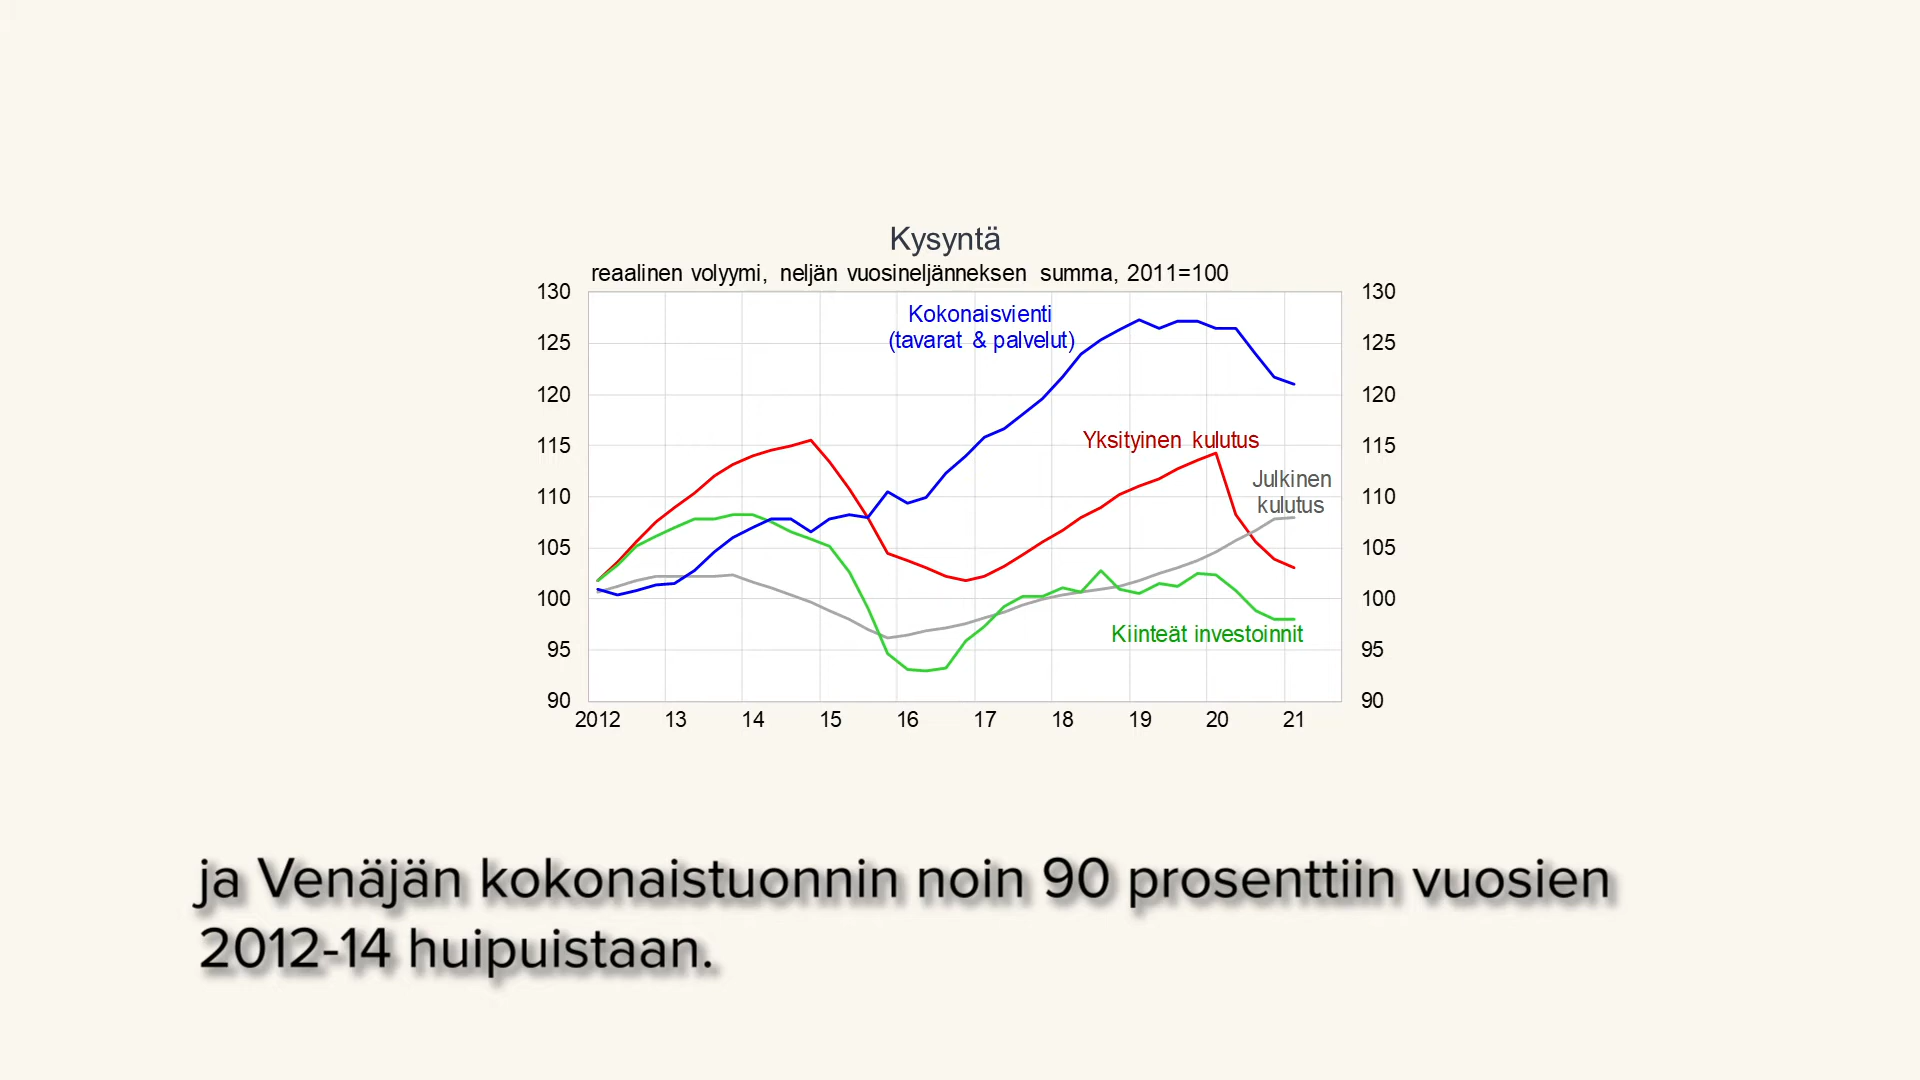 Kysyntä
reaalinen volyymi, neljän vuosineljänneksen summa, 2011=100
130 130
Kokonaisvienti
(tavarat & palvelut)
125 125
120 120
115 115
Yksityinen kulutus
Julkinen
kulutus
110 110
105 105
100 100
Kiinteät investoinnit
95 95
90 90
2012 13 14 15 16 17 18 19 20 21
ja Venäjän kokonaistuonnin noin 90 prosenttiin vuosien
2012-14 huipuistaan.